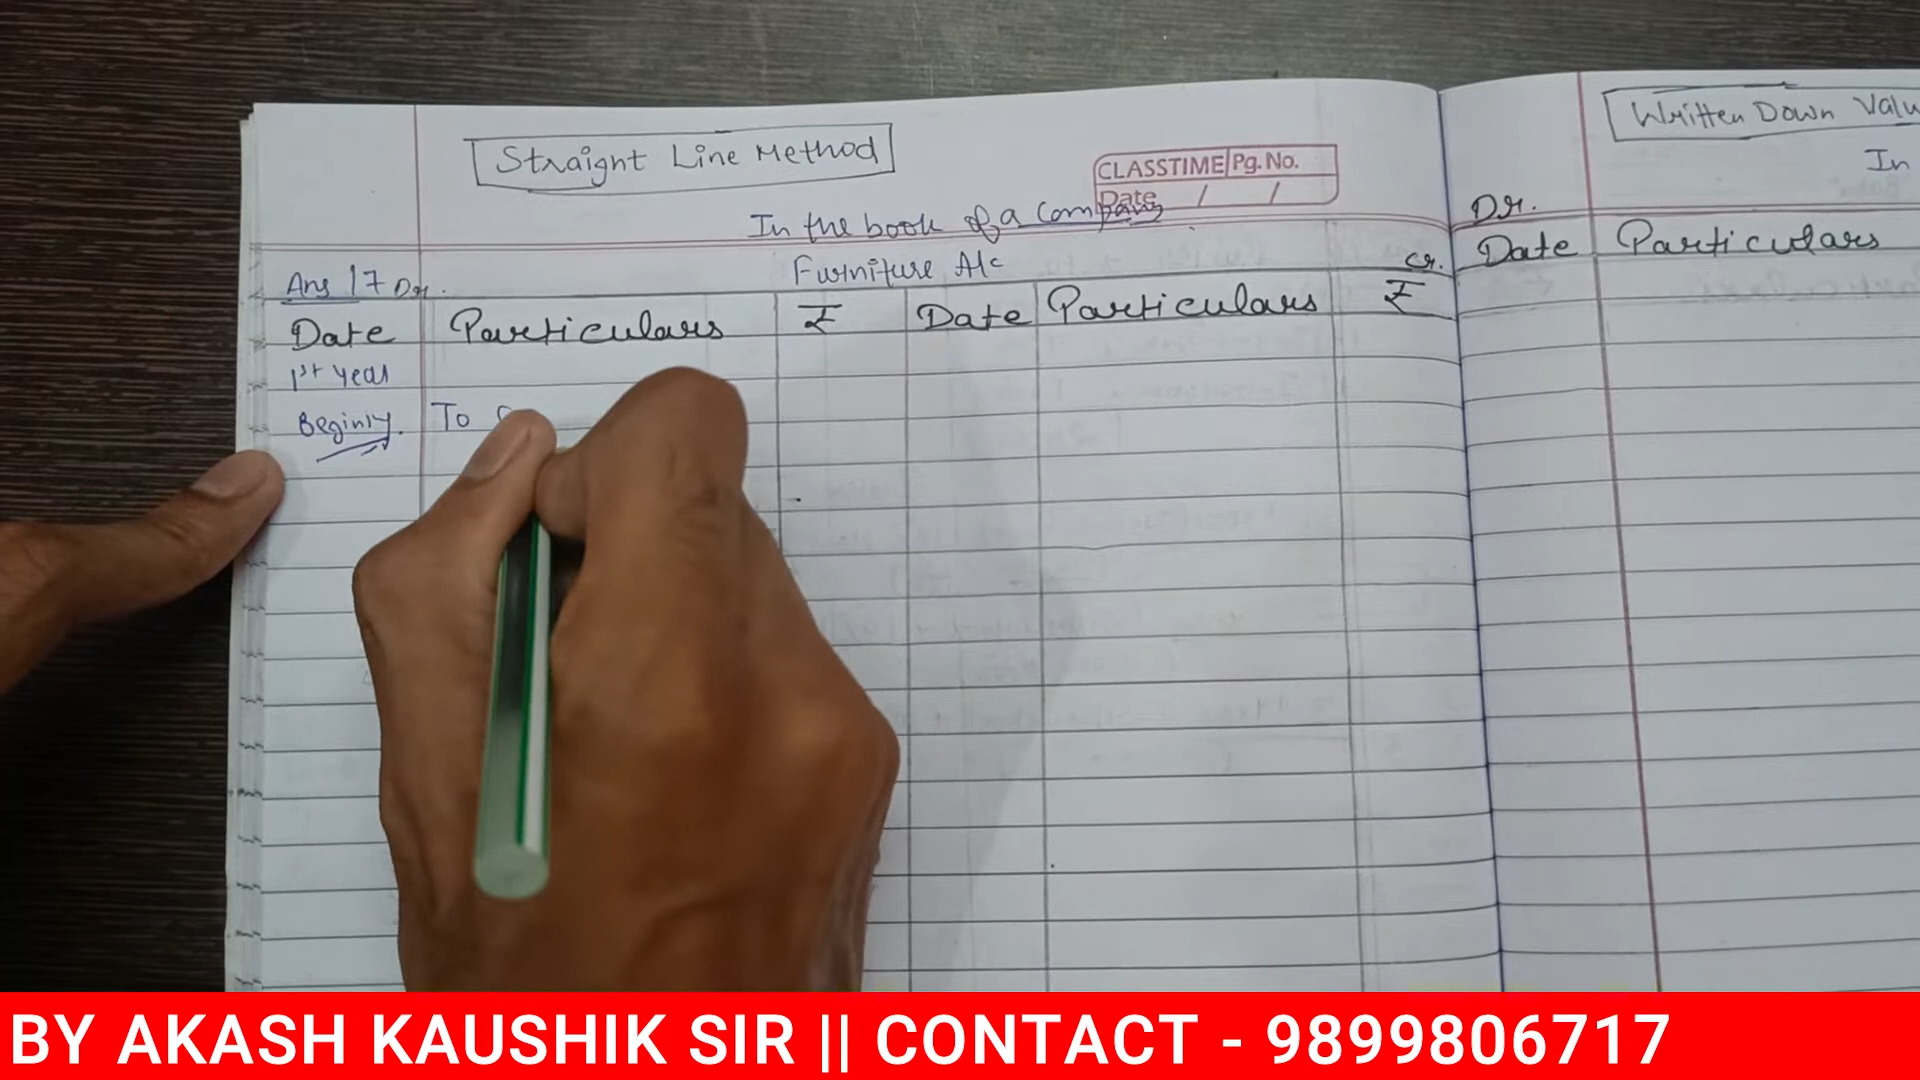 Straight Line Method
CLASSTIME Pg. No.
Date / /
In the book of a Company
Ans 17 Dr. Furniture A/c Cr.
Date Particulars ₹ Date Particulars ₹
1st year
Beginiy. To
Written Down Valu
In
Dr.
Date Particulars
BY AKASH KAUSHIK SIR || CONTACT - 9899806717